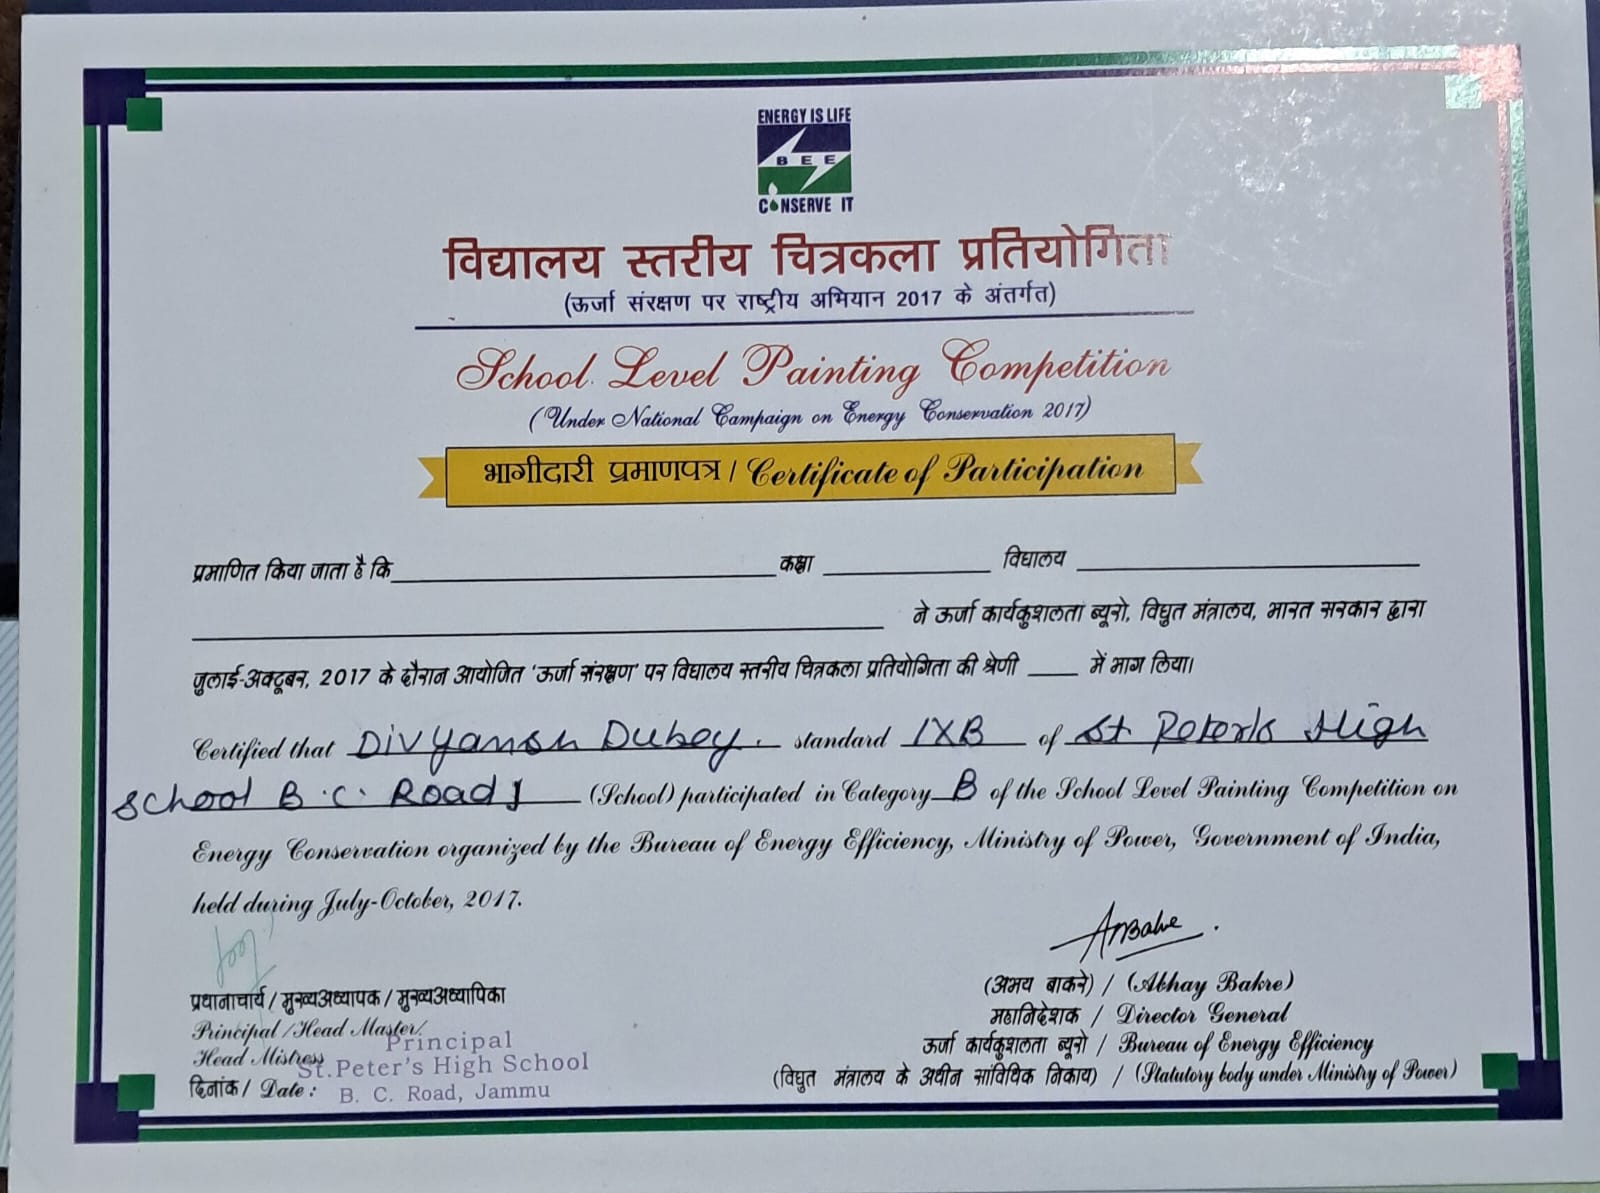 ENERGY IS LIFE
BEE
CONSERVE IT
विद्यालय स्तरीय चित्रकला प्रतियोगिता
(ऊर्जा संरक्षण पर राष्ट्रीय अभियान 2017 के अंतर्गत)
School Level Painting Competition
(Under National Campaign on Energy Conservation 2017)
भागीदारी प्रमाणपत्र / Certificate of Participation
प्रमाणित किया जाता है कि कक्षा विद्यालय
ने ऊर्जा कार्यकुशलता ब्यूरो, विद्युत मंत्रालय, भारत सरकार द्वारा
जुलाई-अक्टूबर, 2017 के दौरान आयोजित 'ऊर्जा संरक्षण' पर विद्यालय स्तरीय चित्रकला प्रतियोगिता की श्रेणी में भाग लिया।
Certified that Divyansh Dubey. standard IXB of St. Peter's High
School B.C. Road, (School) participated in Category B of the School Level Painting Competition on
Energy Conservation organized by the Bureau of Energy Efficiency, Ministry of Power, Government of India,
held during July-October, 2017.
(अभय बाकरे) / (Abhay Bakre)
प्रधानाचार्य / मुख्यअध्यापक / मुख्यअध्यापिका
महानिदेशक / Director General
Principal /Head Master/
Principal
ऊर्जा कार्यकुशलता ब्यूरो / Bureau of Energy Efficiency
Head Mistress
St.Peter's High School
(विद्युत मंत्रालय के अधीन सांविधिक निकाय) / (Statutory body under Ministry of Power)
दिनांक / Date :
B. C. Road, Jammu